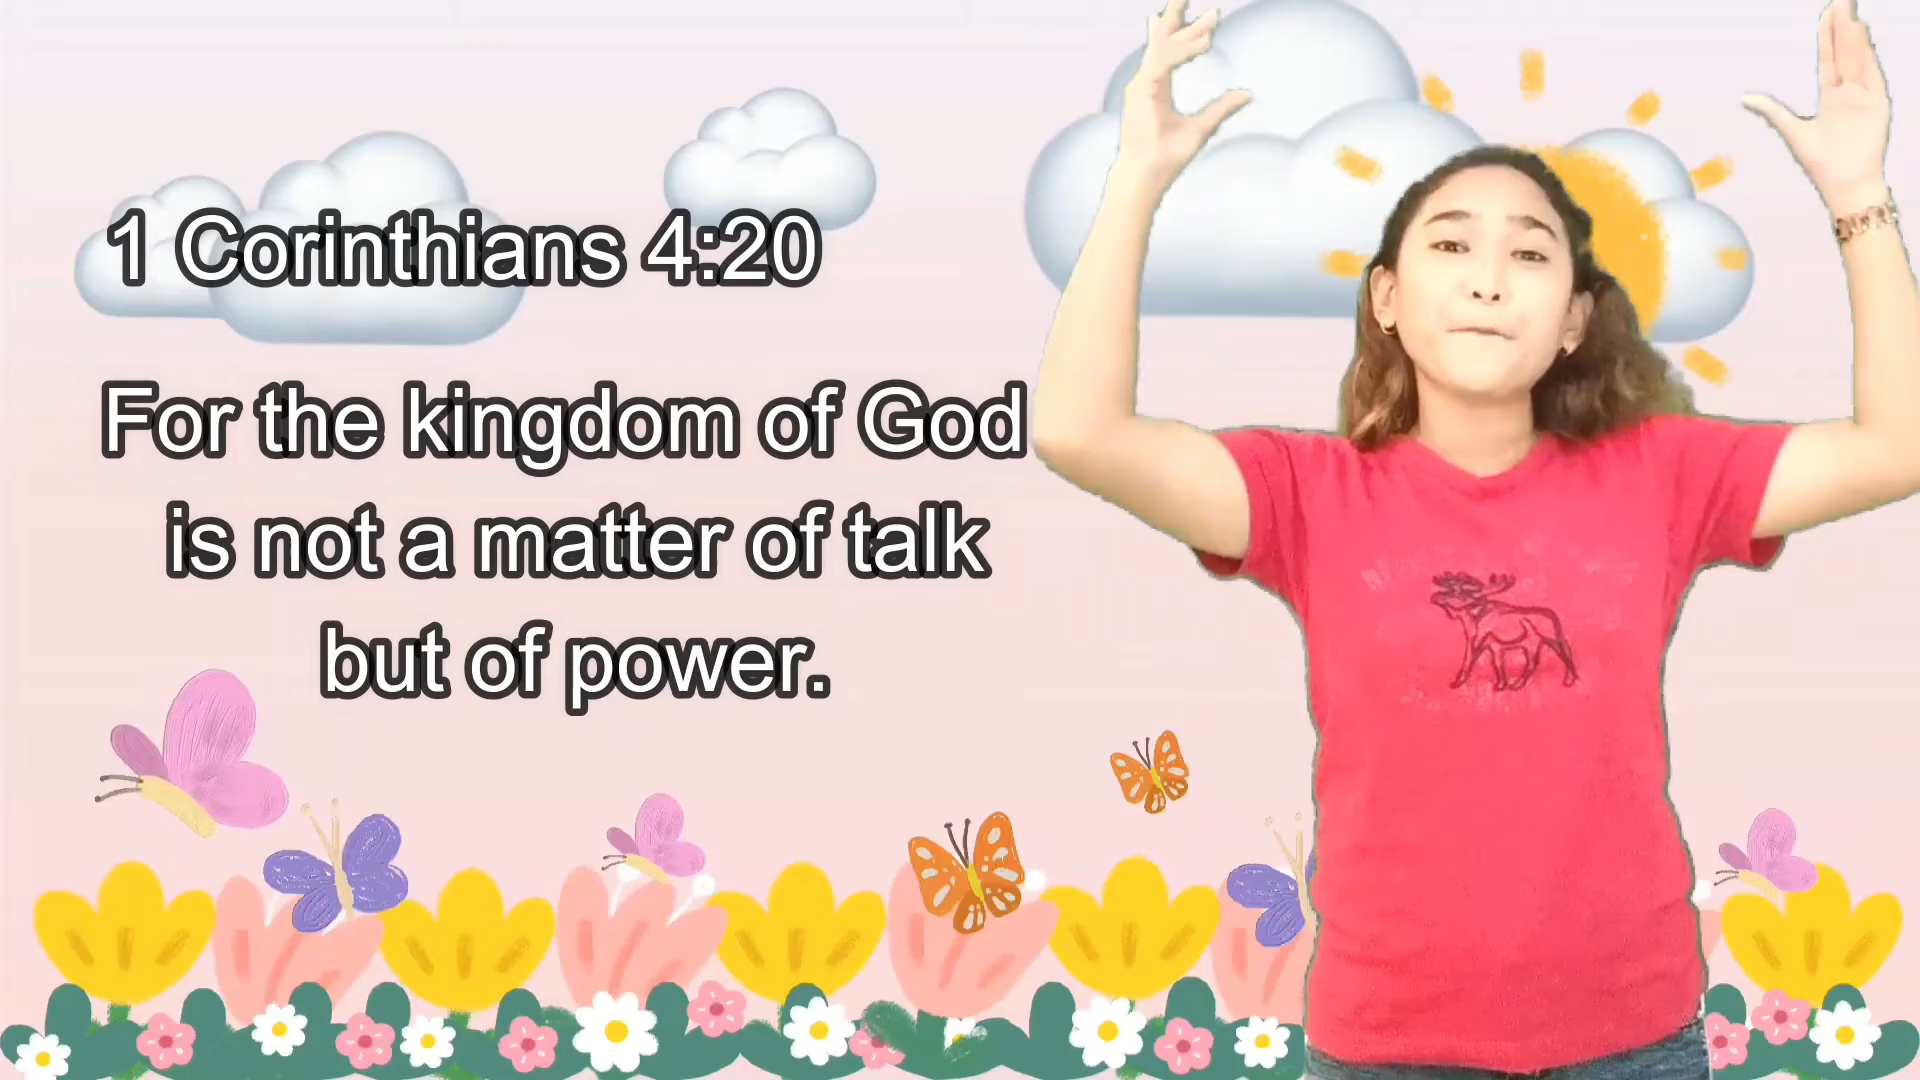 1 Corinthians 4:20
For the kingdom of God
is not a matter of talk
but of power.